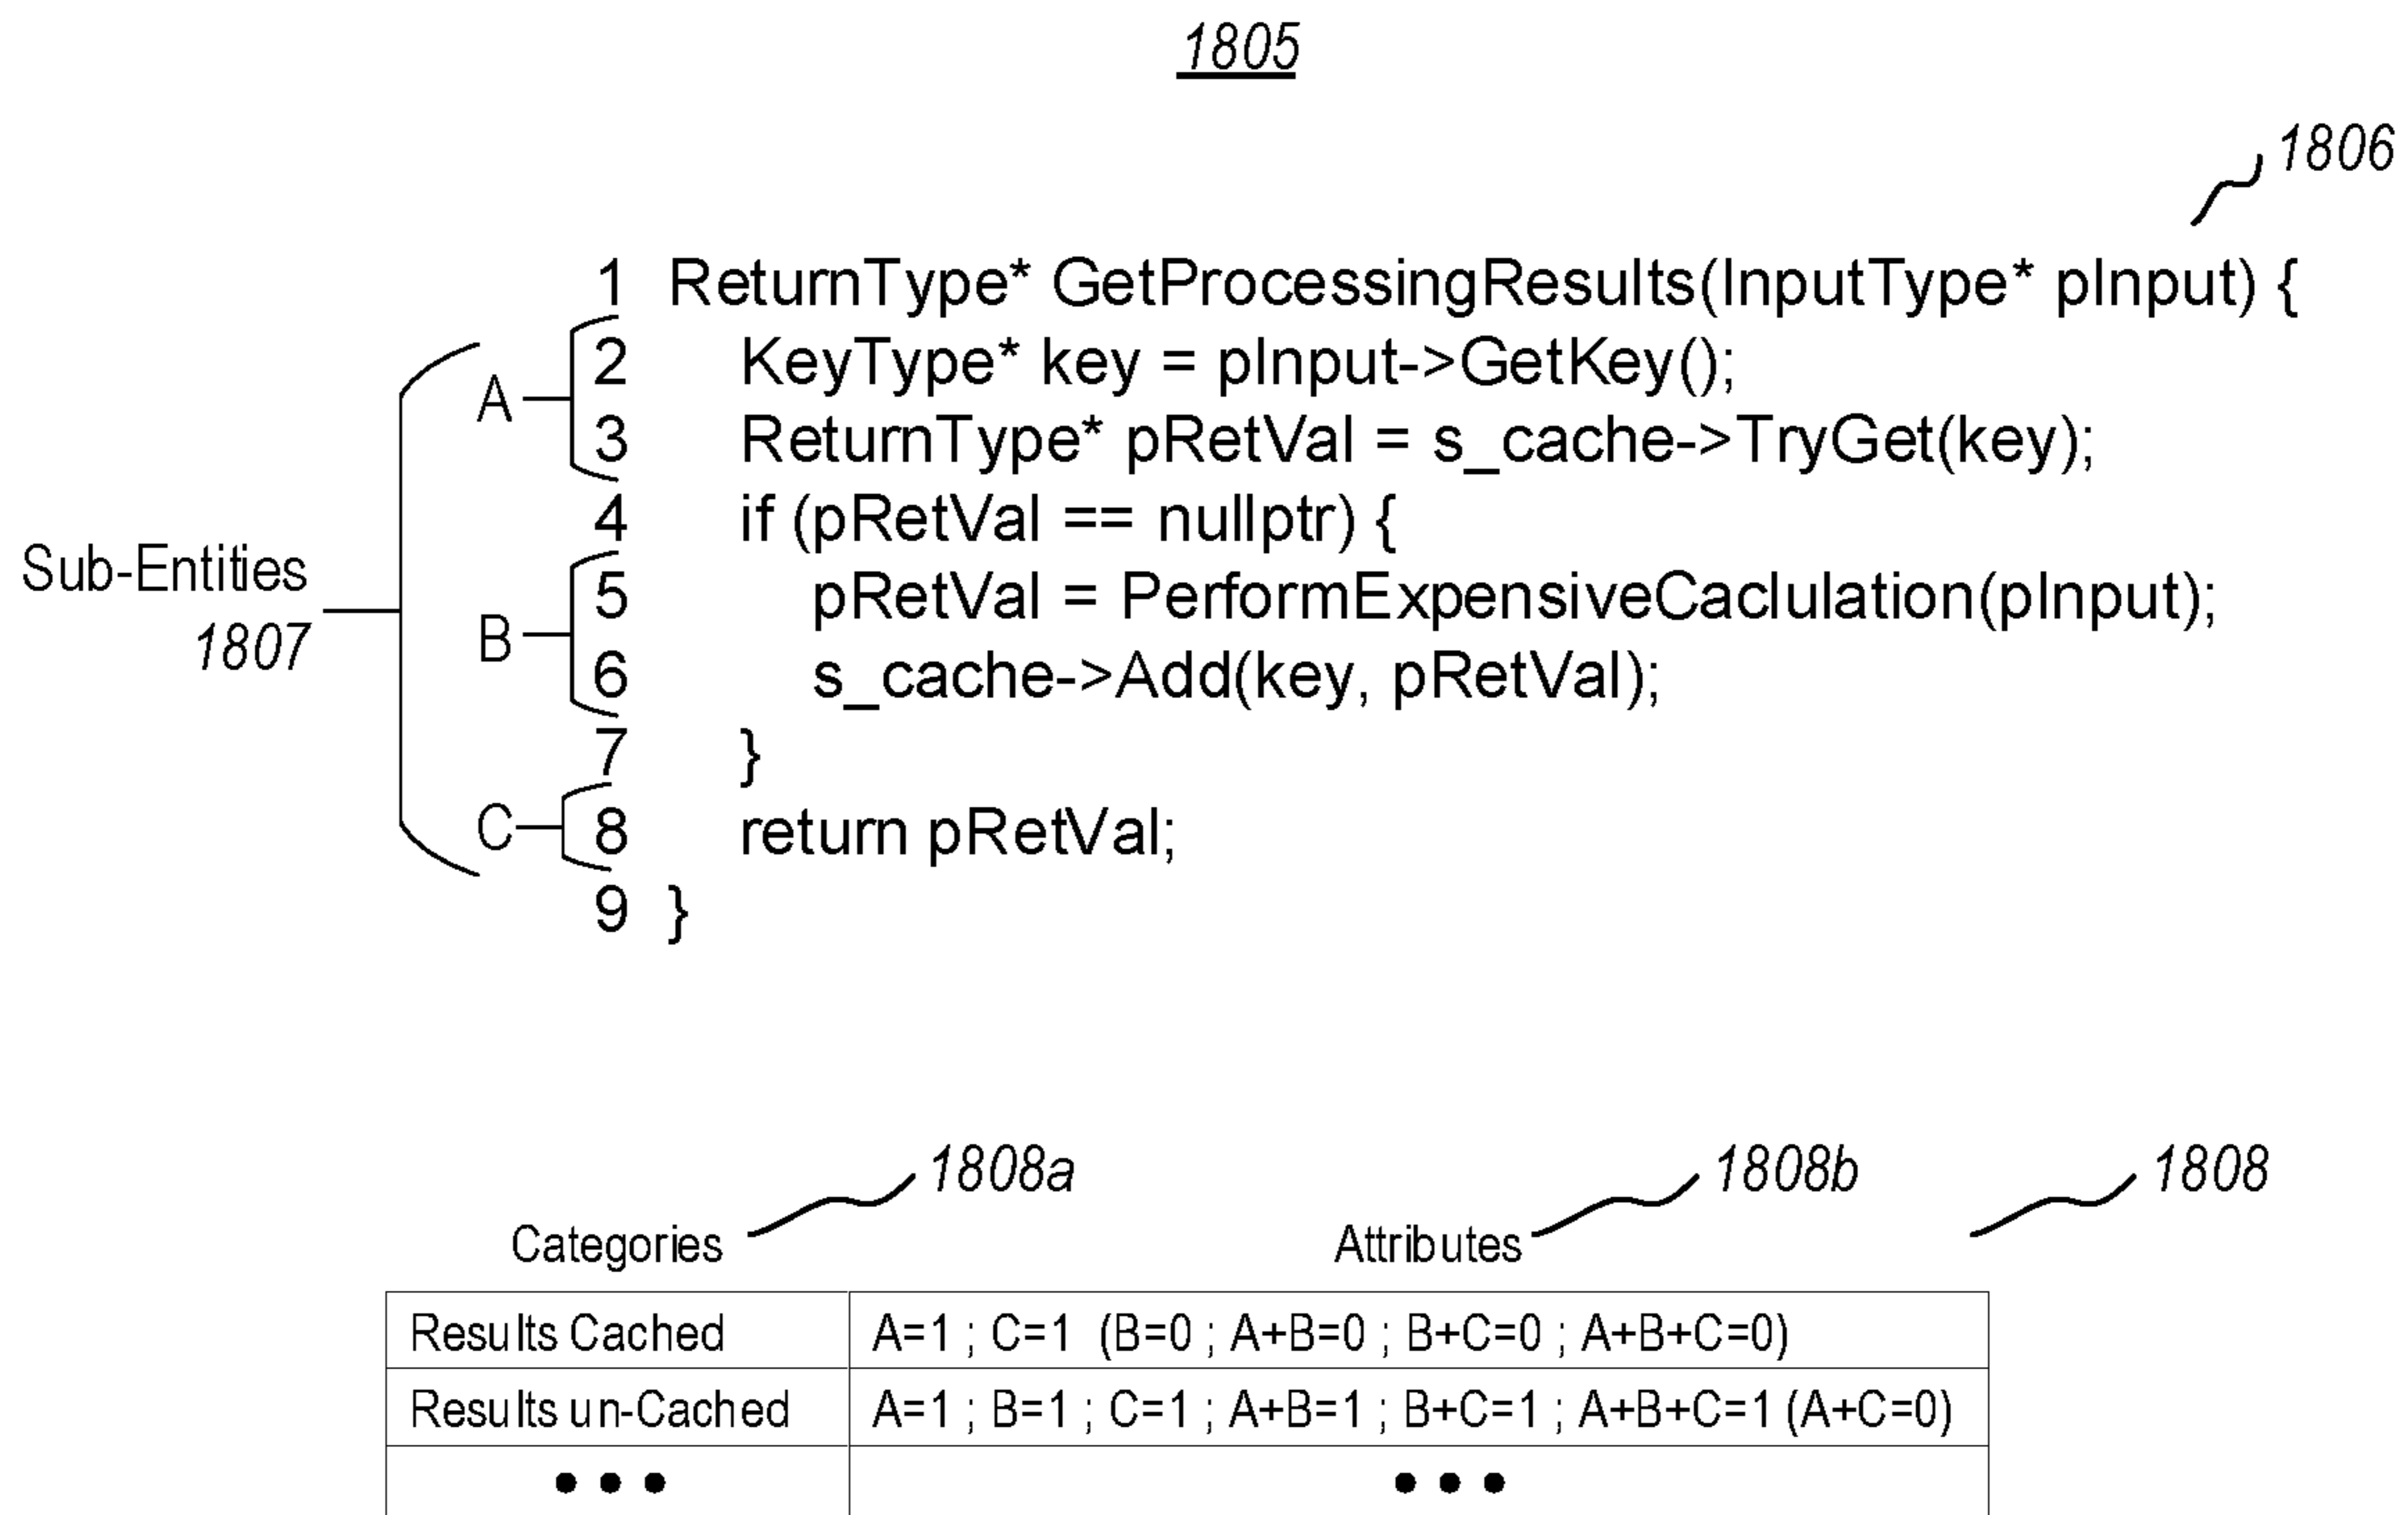 1805
1806
1 ReturnType* GetProcessingResults(InputType* pInput) {
2 KeyType* key = pInput->GetKey();
A
3 ReturnType* pRetVal = s_cache->TryGet(key);
4 if (pRetVal == nullptr) {
Sub-Entities
1807
5 pRetVal = PerformExpensiveCaclulation(pInput);
B
6 s_cache->Add(key, pRetVal);
7 }
C 8 return pRetVal;
9 }
1808a 1808b 1808
Categories Attributes
Results Cached A=1 ; C=1 (B=0 ; A+B=0 ; B+C=0 ; A+B+C=0)
Results un-Cached A=1 ; B=1 ; C=1 ; A+B=1 ; B+C=1 ; A+B+C=1 (A+C=0)
••• •••